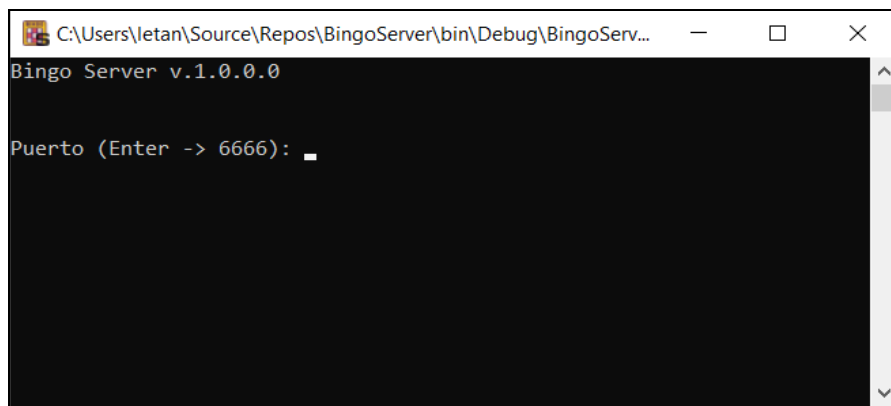 C:\Users\letan\Source\Repos\BingoServer\bin\Debug\BingoServ...
Bingo Server v.1.0.0.0
Puerto (Enter -> 6666):